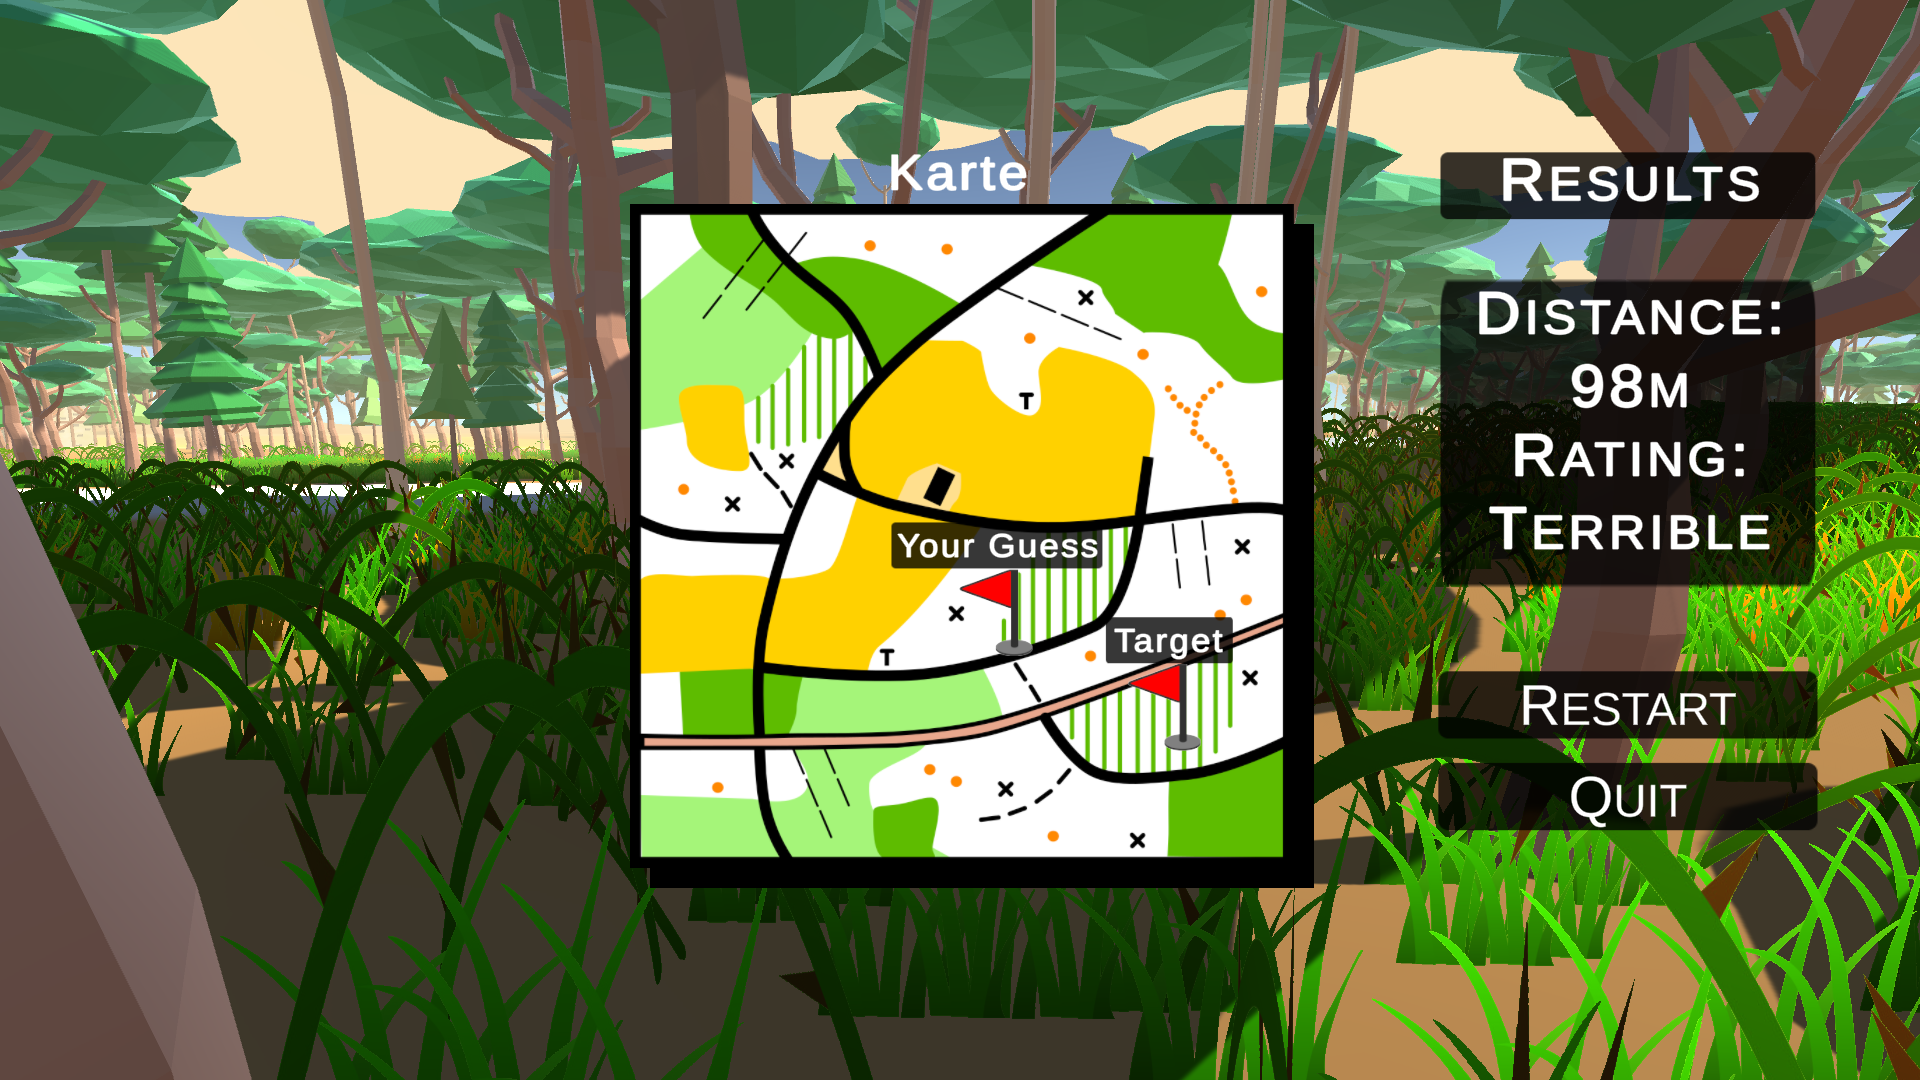 Karte
T
Your Guess
T
Target
Results
Distance:
98m
Rating:
Terrible
Restart
Quit